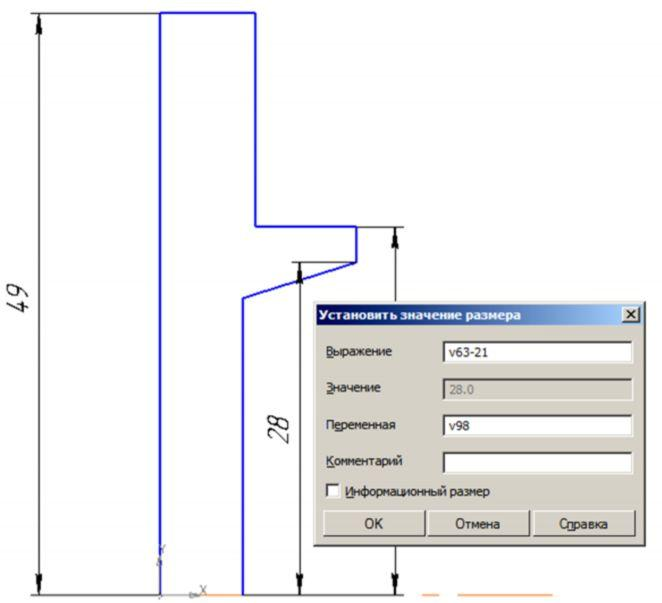 49
28
Установить значение размера
Выражение v63-21
Значение 28.0
Переменная v98
Комментарий
Информационный размер
OK Отмена Справка
Y
X